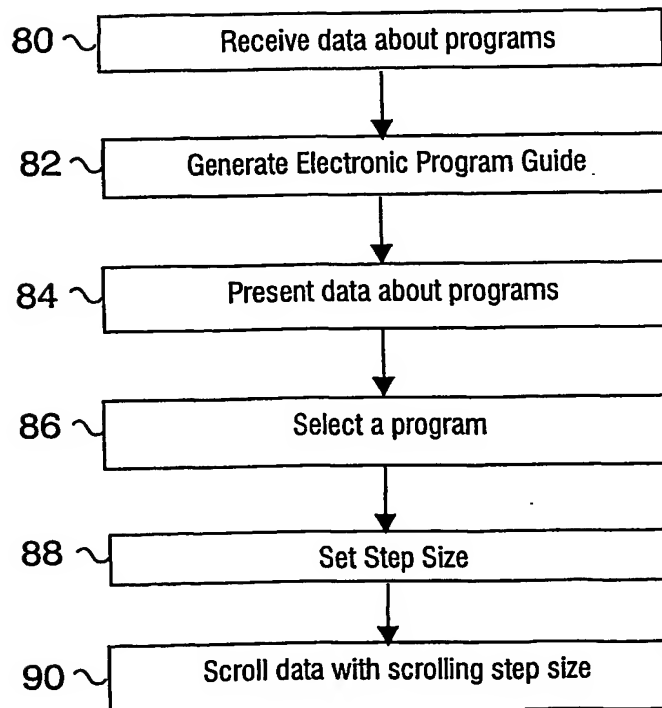 80 Receive data about programs
82 Generate Electronic Program Guide
84 Present data about programs
86 Select a program
88 Set Step Size
90 Scroll data with scrolling step size